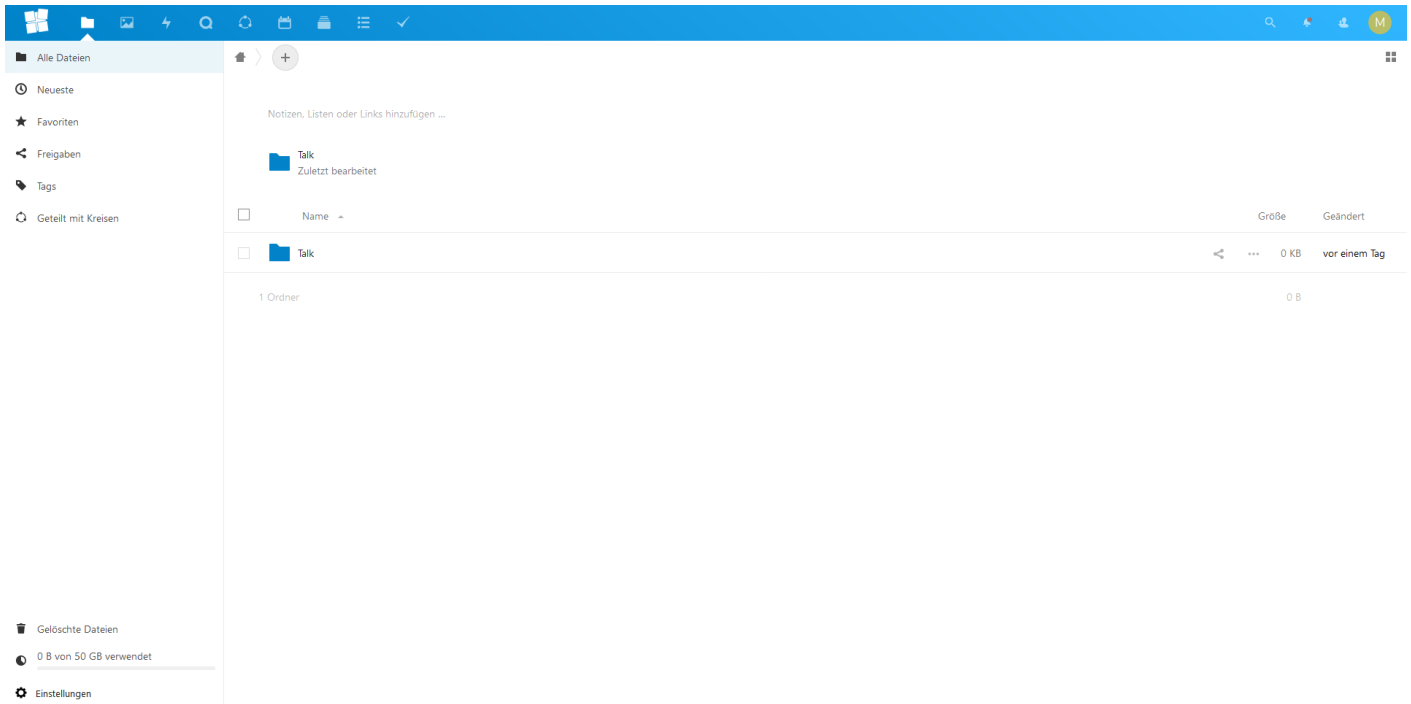 M
Alle Dateien
Neueste
Favoriten
Freigaben
Tags
Geteilt mit Kreisen
Notizen, Listen oder Links hinzufügen ...
Talk
Zuletzt bearbeitet
Name Größe Geändert
Talk 0 KB vor einem Tag
1 Ordner 0 B
Gelöschte Dateien
0 B von 50 GB verwendet
Einstellungen